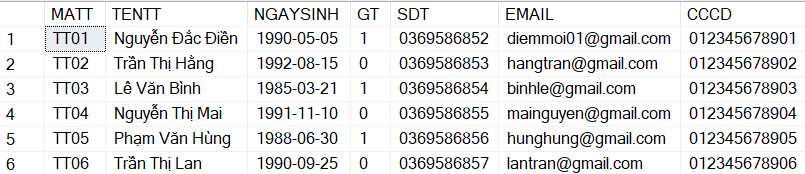 MATT TENTT NGAYSINH GT SDT EMAIL CCCD
1 TT01 Nguyễn Đắc Điền 1990-05-05 1 0369586852 diemmoi01@gmail.com 012345678901
2 TT02 Trần Thị Hằng 1992-08-15 0 0369586853 hangtran@gmail.com 012345678902
3 TT03 Lê Văn Bình 1985-03-21 1 0369586854 binhle@gmail.com 012345678903
4 TT04 Nguyễn Thị Mai 1991-11-10 0 0369586855 mainguyen@gmail.com 012345678904
5 TT05 Phạm Văn Hùng 1988-06-30 1 0369586856 hunghung@gmail.com 012345678905
6 TT06 Trần Thị Lan 1990-09-25 0 0369586857 lantran@gmail.com 012345678906